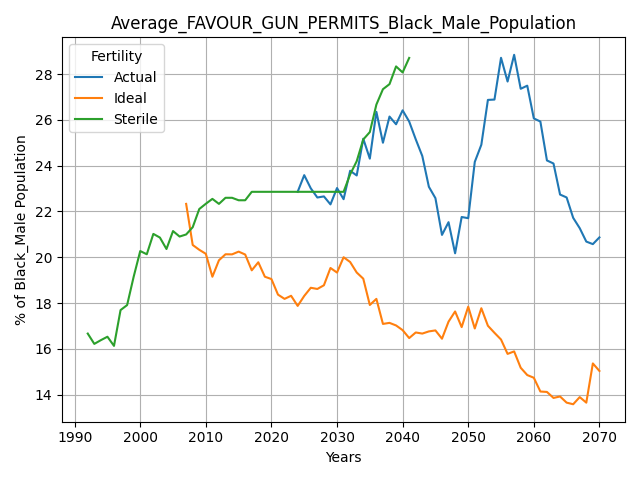 Average_FAVOUR_GUN_PERMITS_Black_Male_Population
Fertility
Actual
Ideal
Sterile
% of Black_Male Population
28
26
24
22
20
18
16
14
1990 2000 2010 2020 2030 2040 2050 2060 2070
Years